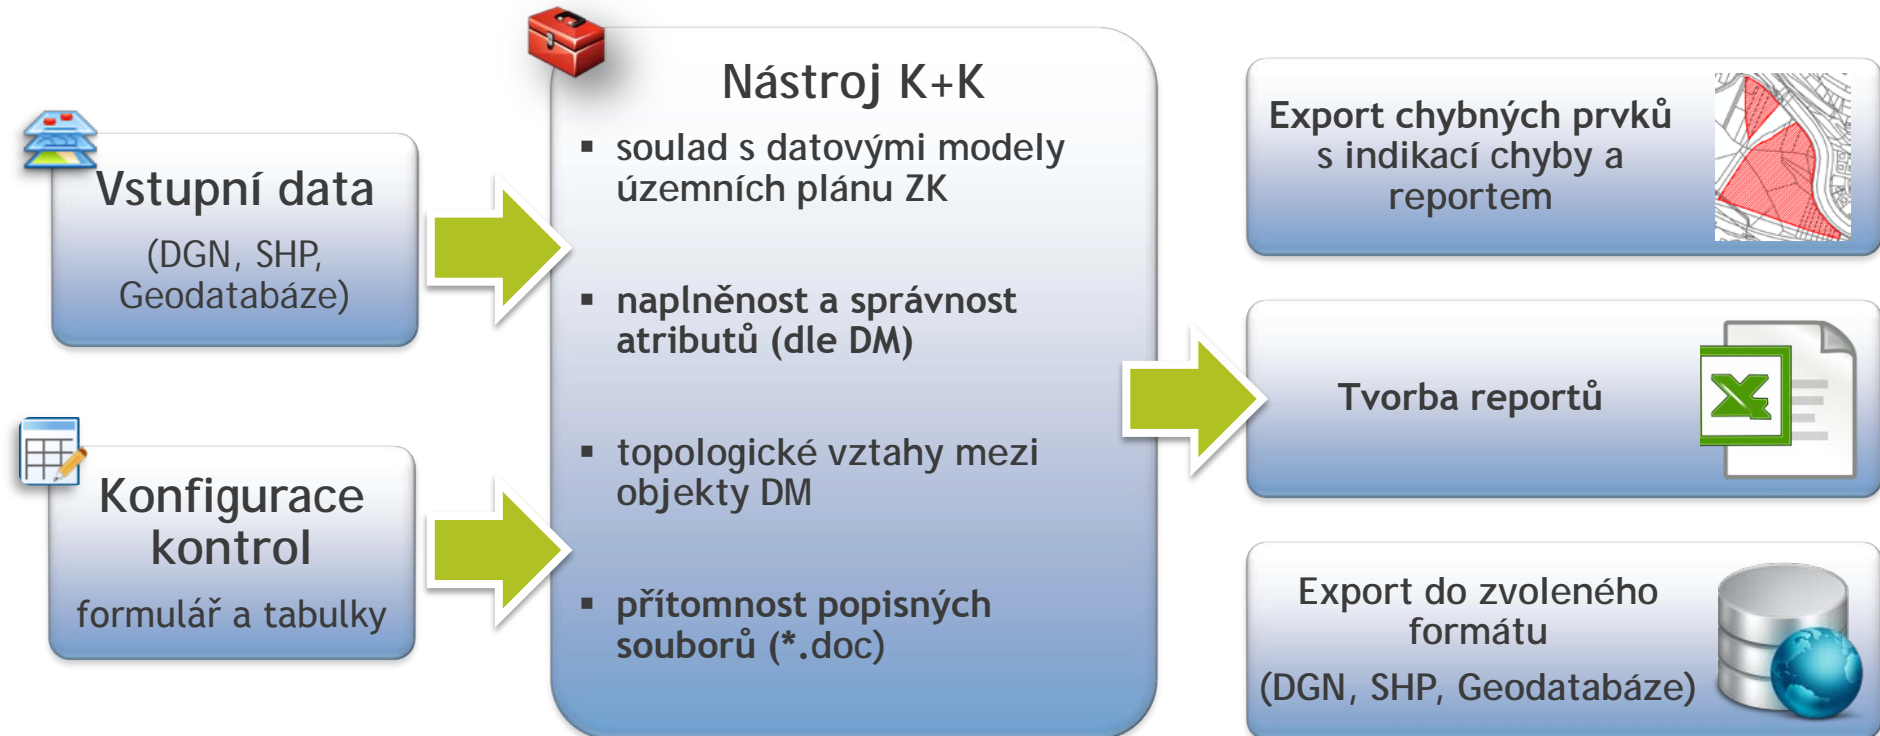 Vstupní data
(DGN, SHP,
Geodatabáze)
Konfigurace
kontrol
formulář a tabulky
Nástroj K+K
▪ soulad s datovými modely
územních plánu ZK
▪ naplněnost a správnost
atributů (dle DM)
▪ topologické vztahy mezi
objekty DM
▪ přítomnost popisných
souborů (*.doc)
Export chybných prvků
s indikací chyby a
reportem
Tvorba reportů
Export do zvoleného
formátu
(DGN, SHP, Geodatabáze)